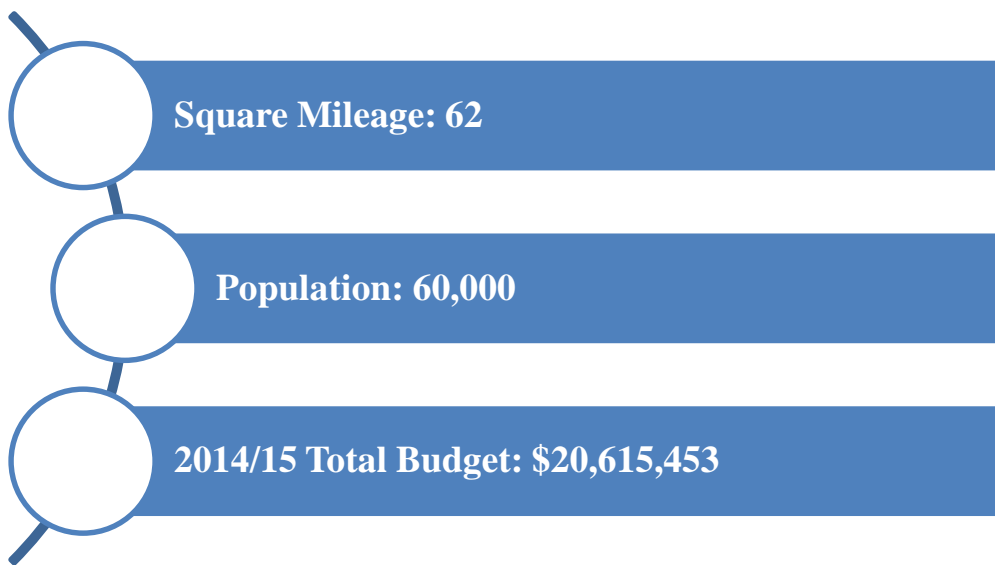 Square Mileage: 62
Population: 60,000
2014/15 Total Budget: $20,615,453